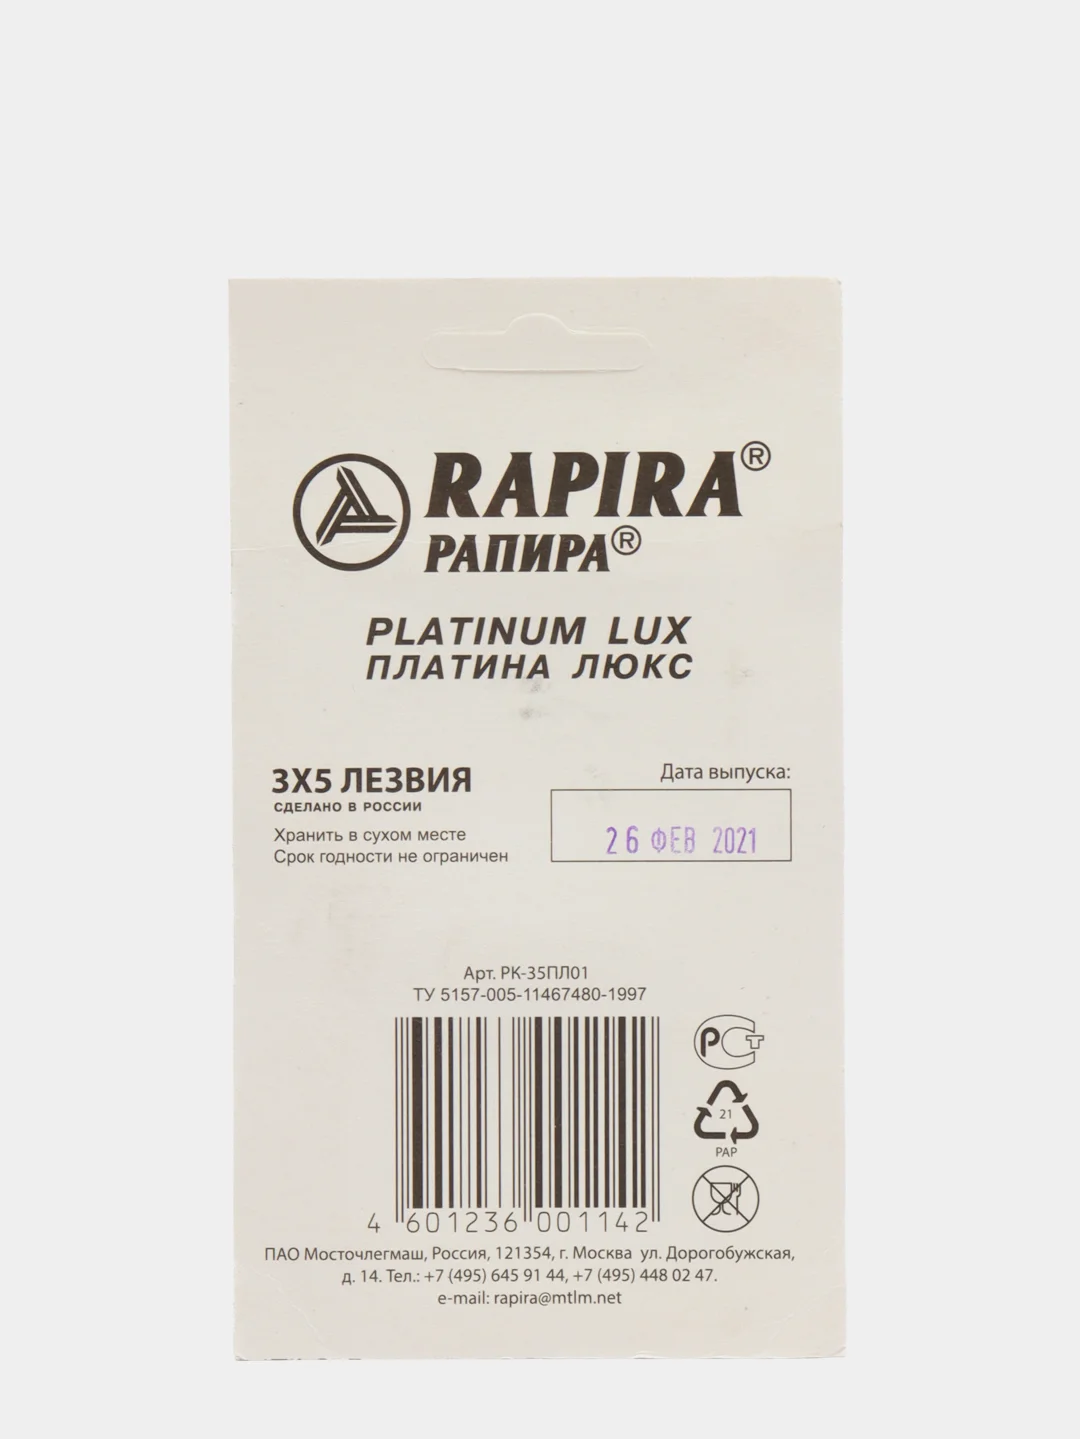 RAPIRA®
РАПИРА®
PLATINUM LUX
ПЛАТИНА ЛЮКС
3X5 ЛЕЗВИЯ
СДЕЛАНО В РОССИИ
Хранить в сухом месте
Срок годности не ограничен
Дата выпуска:
26 ФЕВ 2021
Арт. РК-35ПЛ01
ТУ 5157-005-11467480-1997
РСТ
21
PAP
4 601236 001142
ПАО Мосточлегмаш, Россия, 121354, г. Москва ул. Дорогобужская,
д. 14. Тел.: +7 (495) 645 91 44, +7 (495) 448 02 47.
e-mail: rapira@mtlm.net